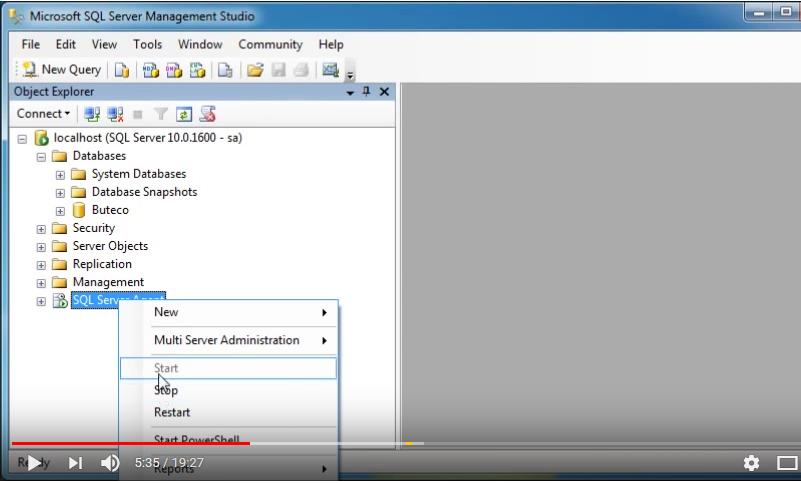 Microsoft SQL Server Management Studio
File Edit View Tools Window Community Help
New Query
Object Explorer
Connect
localhost (SQL Server 10.0.1600 - sa)
Databases
System Databases
Database Snapshots
Buteco
Security
Server Objects
Replication
Management
SQL Server Agent
New
Multi Server Administration
Start
Stop
Restart
Start PowerShell
Reports
Ready
5:35 / 19:27